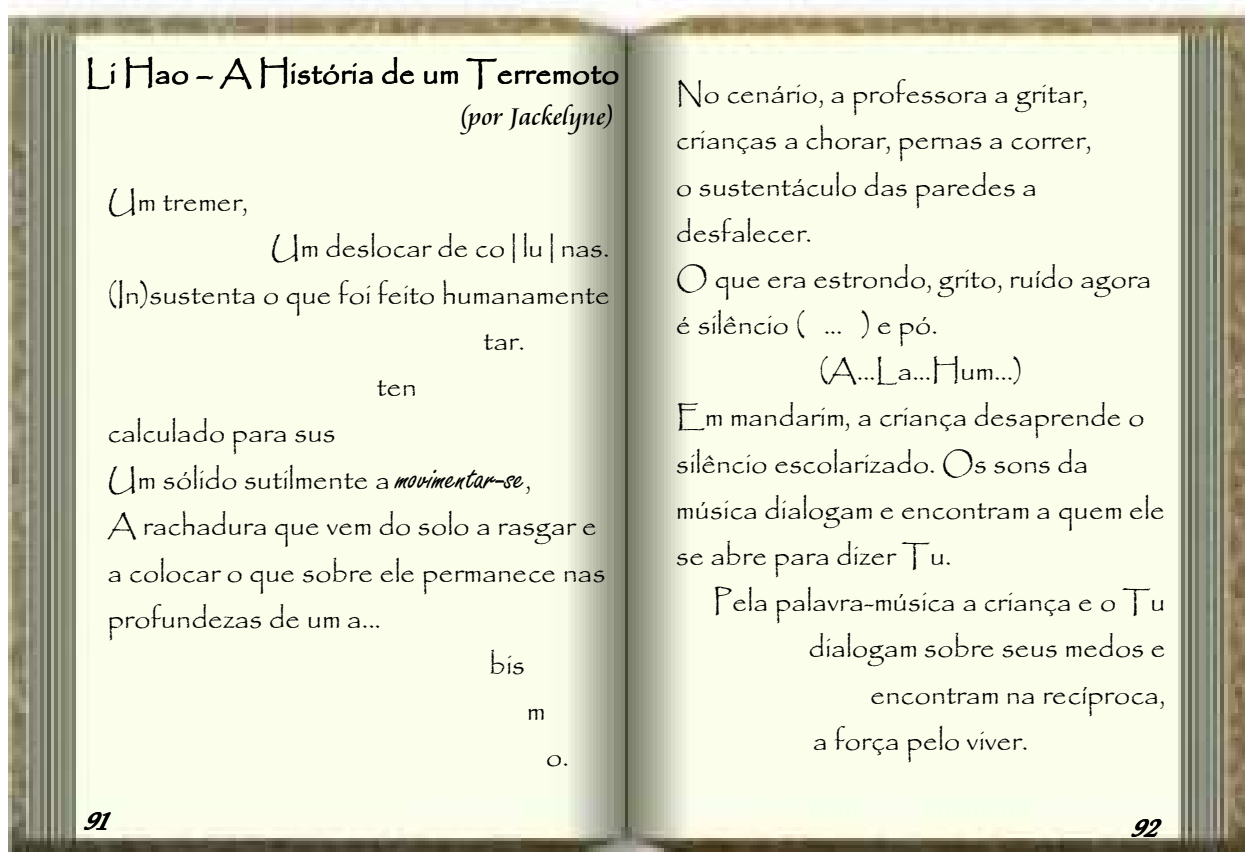 Li Hao – A História de um Terremoto
(por Jackelyne)
Um tremer,
Um deslocar de co|lu|nas.
(In)sustenta o que foi feito humanamente
tar.
ten
calculado para sus
Um sólido sutilmente a movimentar-se,
A rachadura que vem do solo a rasgar e
a colocar o que sobre ele permanece nas
profundezas de um a...
bis
m
o.
91
No cenário, a professora a gritar,
crianças a chorar, pernas a correr,
o sustentáculo das paredes a
desfalecer.
O que era estrondo, grito, ruído agora
é silêncio ( ... ) e pó.
(A...La...Hum...)
Em mandarim, a criança desaprende o
silêncio escolarizado. Os sons da
música dialogam e encontram a quem ele
se abre para dizer Tu.
Pela palavra-música a criança e o Tu
dialogam sobre seus medos e
encontram na recíproca,
a força pelo viver.
92